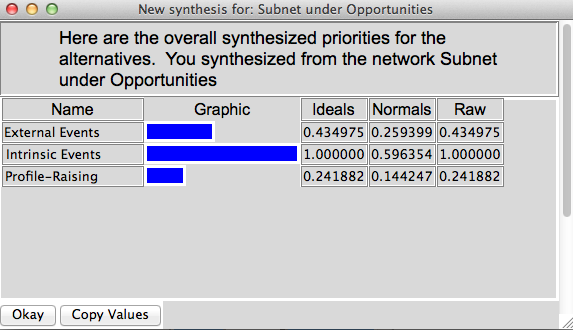 New synthesis for: Subnet under Opportunities
Here are the overall synthesized priorities for the
alternatives.  You synthesized from the network Subnet
under Opportunities
Name Graphic Ideals Normals Raw
External Events 0.434975 0.259399 0.434975
Intrinsic Events 1.000000 0.596354 1.000000
Profile-Raising 0.241882 0.144247 0.241882
Okay Copy Values